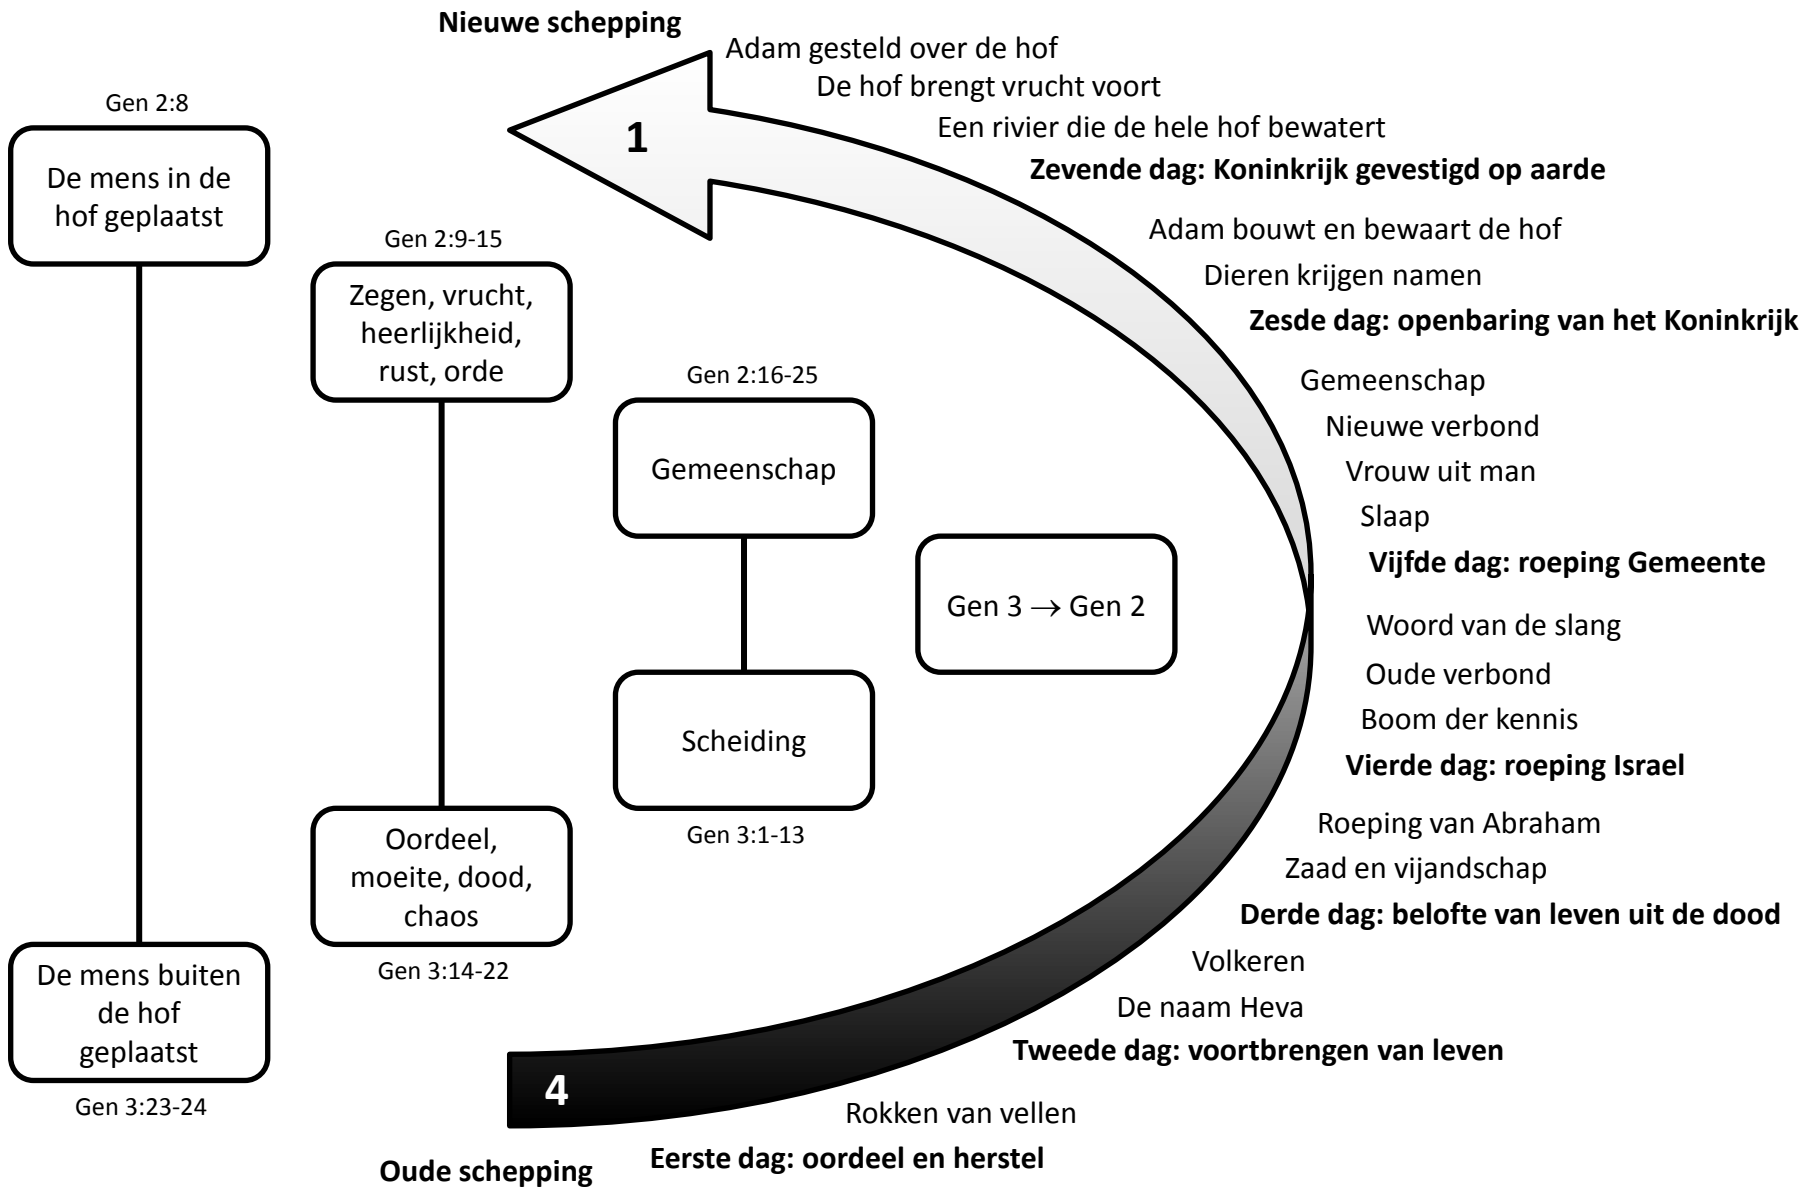 Nieuwe schepping
Adam gesteld over de hof
De hof brengt vrucht voort
Een rivier die de hele hof bewatert
Zevende dag: Koninkrijk gevestigd op aarde
1
Gen 2:8
De mens in de
hof geplaatst
Gen 2:9-15
Zegen, vrucht,
heerlijkheid,
rust, orde
Gen 2:16-25
Gemeenschap
Gen 3 → Gen 2
Scheiding
Gen 3:1-13
Oordeel,
moeite, dood,
chaos
Gen 3:14-22
De mens buiten
de hof
geplaatst
Gen 3:23-24
Adam bouwt en bewaart de hof
Dieren krijgen namen
Zesde dag: openbaring van het Koninkrijk
Gemeenschap
Nieuwe verbond
Vrouw uit man
Slaap
Vijfde dag: roeping Gemeente
Woord van de slang
Oude verbond
Boom der kennis
Vierde dag: roeping Israel
Roeping van Abraham
Zaad en vijandschap
Derde dag: belofte van leven uit de dood
Volkeren
De naam Heva
Tweede dag: voortbrengen van leven
4
Rokken van vellen
Eerste dag: oordeel en herstel
Oude schepping